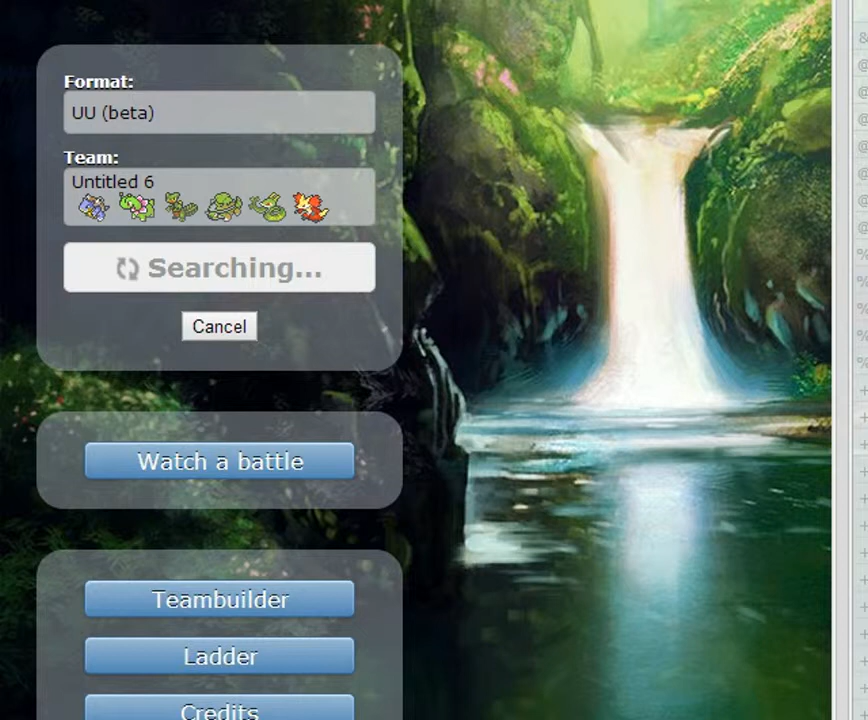 Format:
UU (beta)
Team:
Untitled 6
Searching...
Cancel
Watch a battle
Teambuilder
Ladder
Credits
&
@
@
@
@
@
@
@
%
%
%
%
%
+
+
+
+
+
+
+
+
+
+
+
+
+